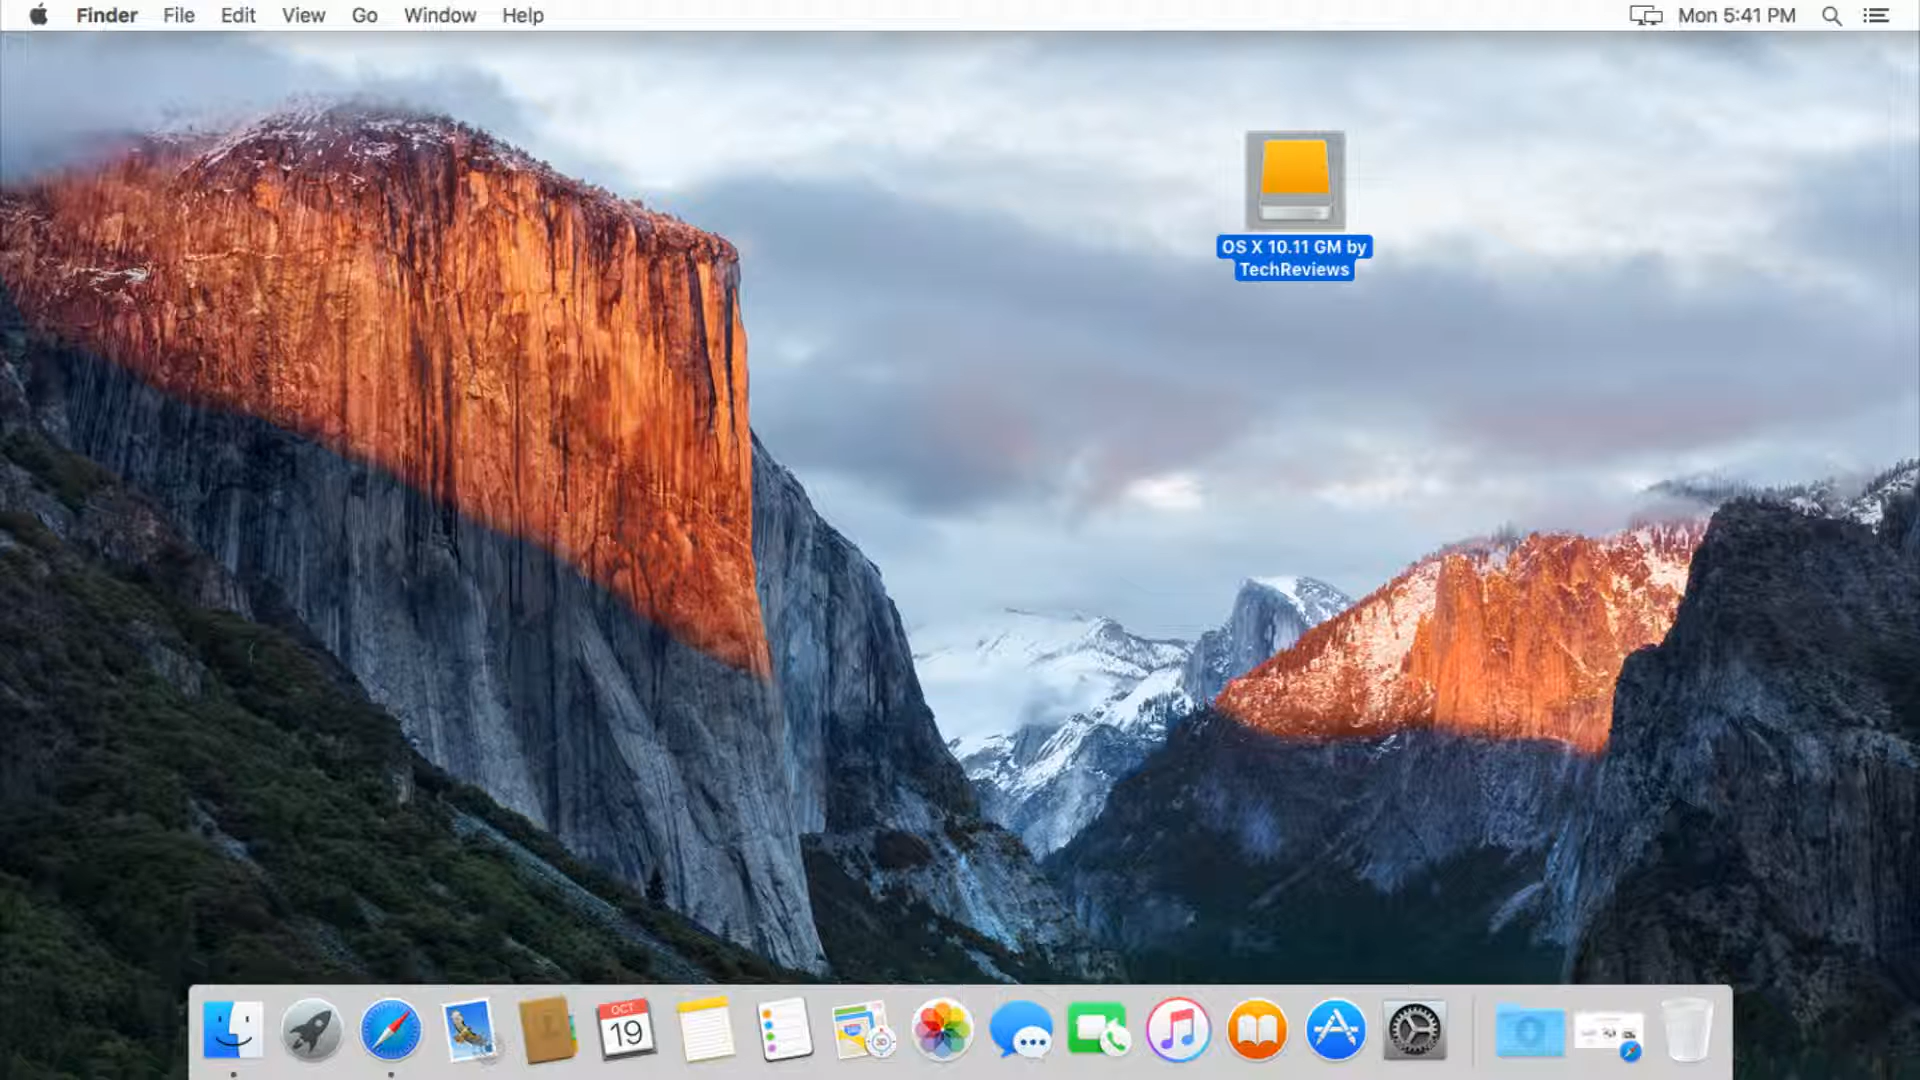 Finder File Edit View Go Window Help
Mon 5:41 PM
OS X 10.11 GM by
TechReviews
OCT
19